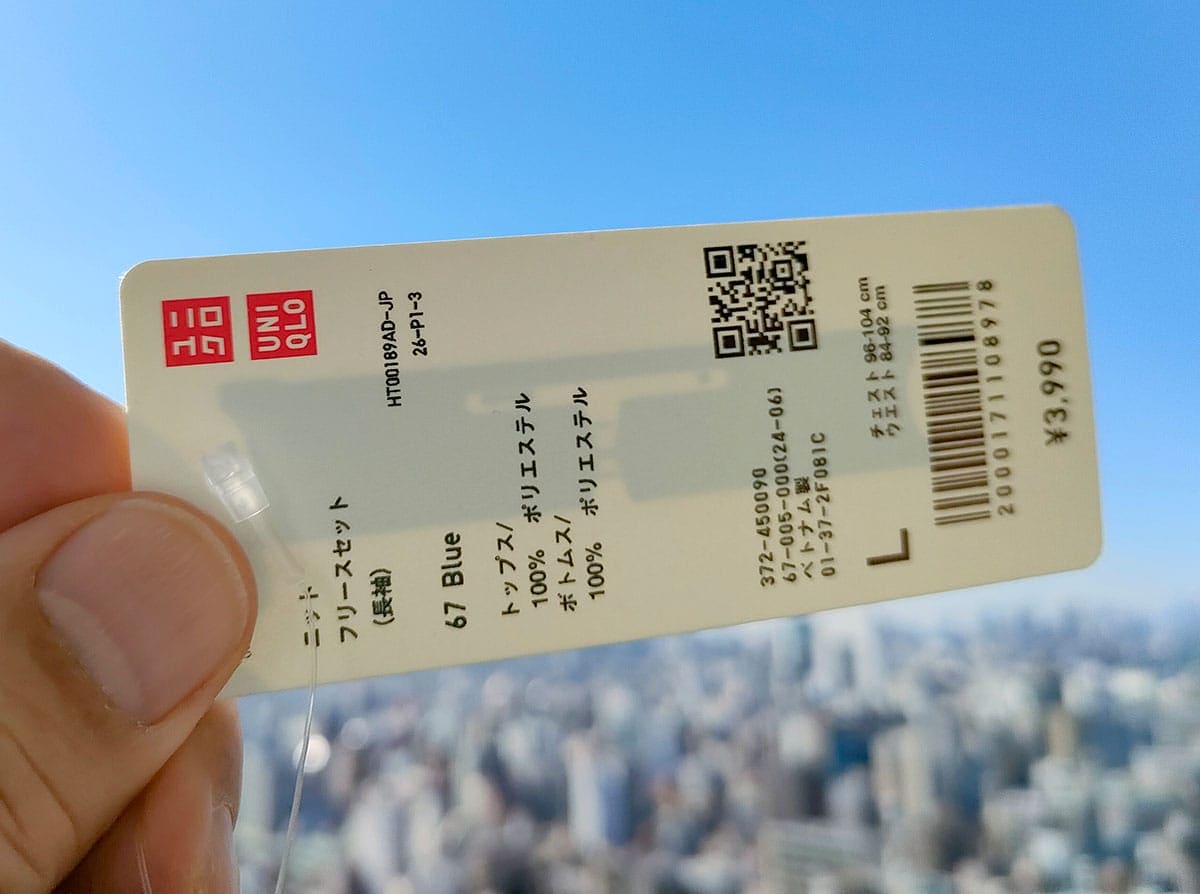 ユニ
クロ
UNI
QLO
HT00189AD-JP
26-P1-3
ニット
フリースセット
(長袖)
67 Blue
トップス/
100% ポリエステル
ボトムス/
100% ポリエステル
372-450090
67-005-000(24-06)
ベトナム製
01-37-2F081C
L
チェスト 96-104 cm
ウエスト 84-92 cm
2000171108978
¥3,990